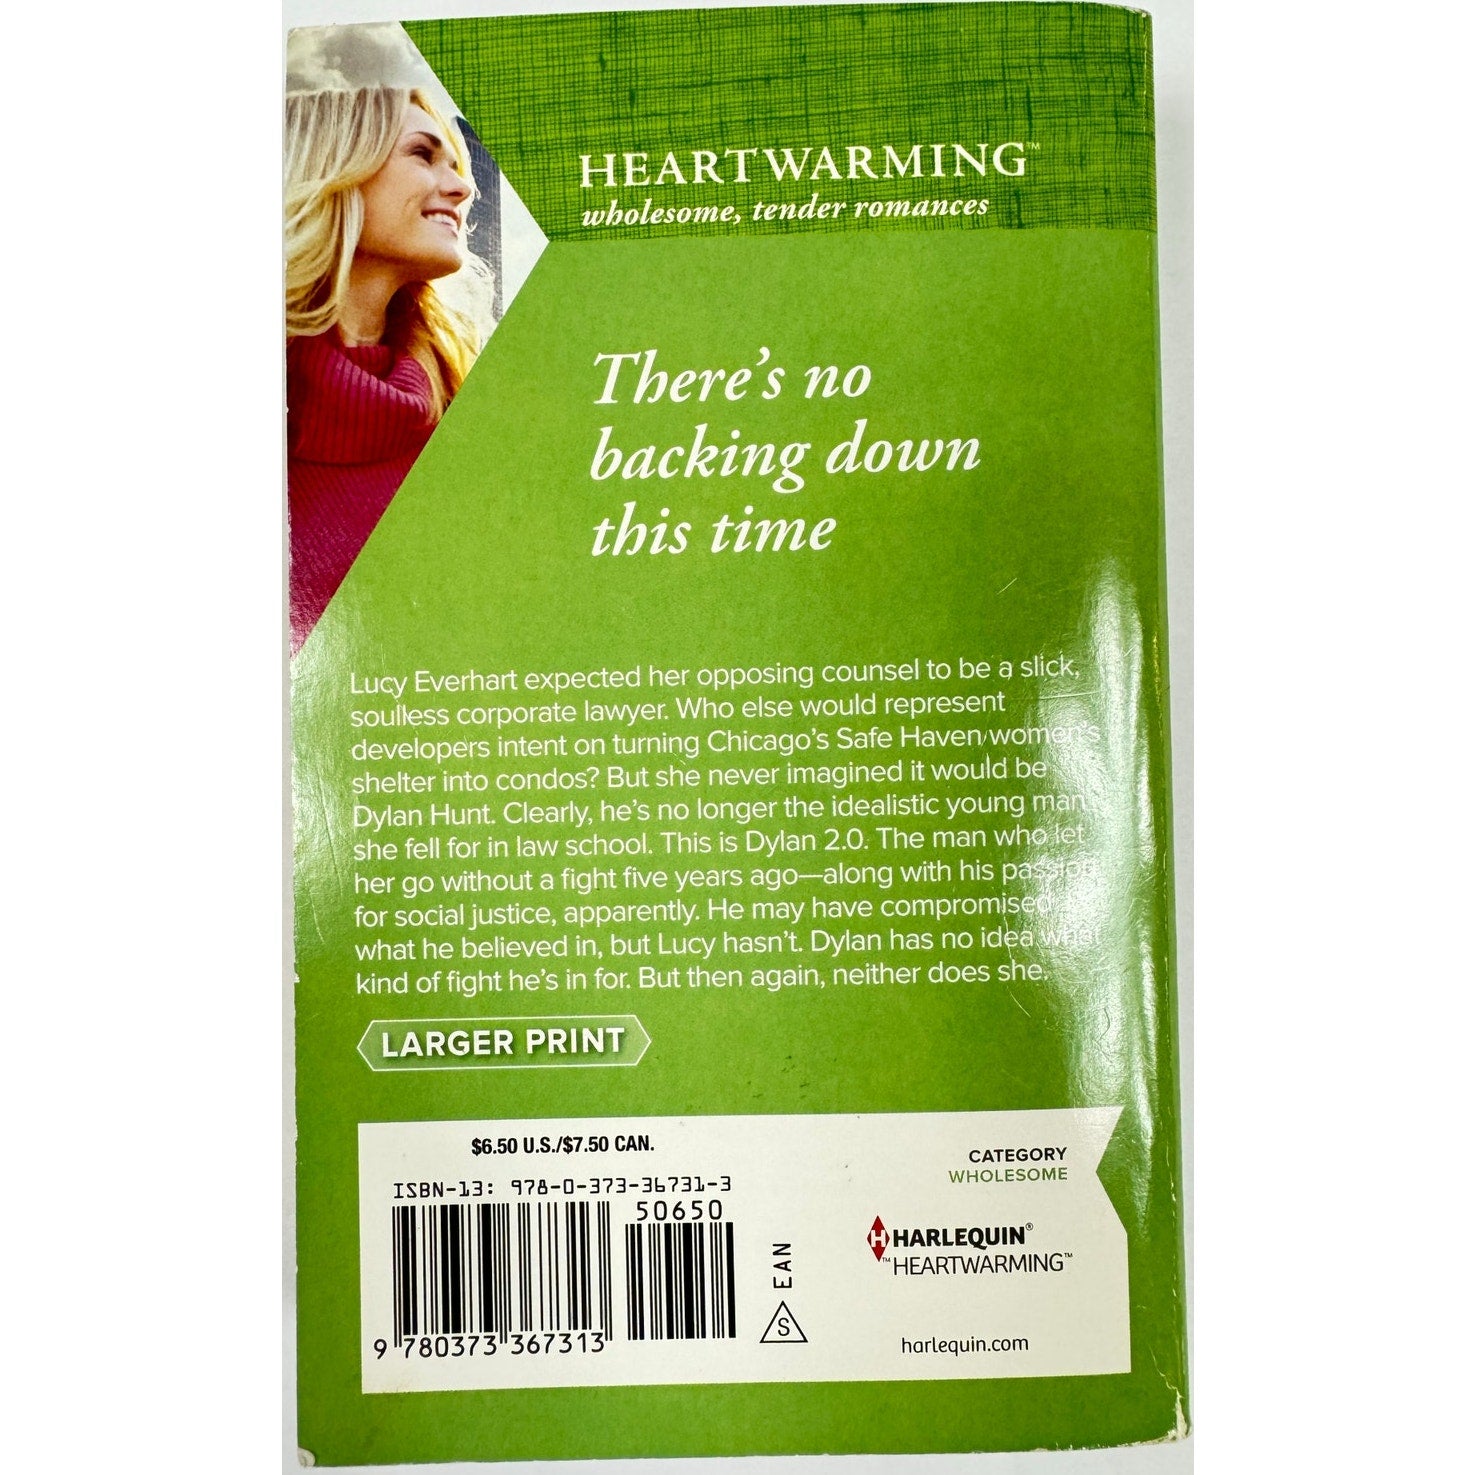 HEARTWARMING™
wholesome, tender romances
There's no
backing down
this time
Lucy Everhart expected her opposing counsel to be a slick,
soulless corporate lawyer. Who else would represent
developers intent on turning Chicago's Safe Haven women's
shelter into condos? But she never imagined it would be
Dylan Hunt. Clearly, he's no longer the idealistic young man
she fell for in law school. This is Dylan 2.0. The man who let
her go without a fight five years ago—along with his passion
for social justice, apparently. He may have compromised
what he believed in, but Lucy hasn't. Dylan has no idea what
kind of fight he's in for. But then again, neither does she.
LARGER PRINT
$6.50 U.S./$7.50 CAN.
ISBN-13: 978-0-373-36731-3
50650
9 780373 367313
EAN
S
CATEGORY
WHOLESOME
H HARLEQUIN®
™ HEARTWARMING™
harlequin.com